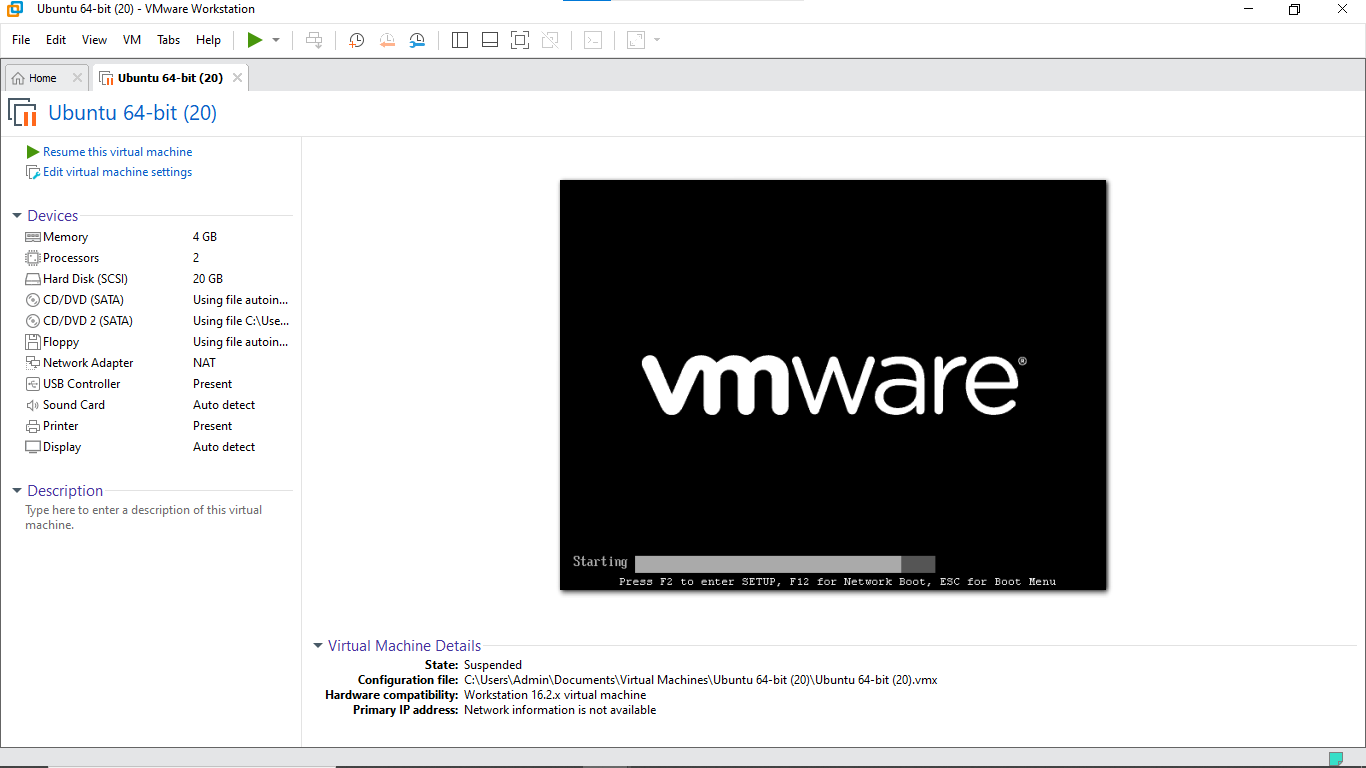 Ubuntu 64-bit (20) - VMware Workstation
File Edit View VM Tabs Help
Home Ubuntu 64-bit (20)
Ubuntu 64-bit (20)
Resume this virtual machine
Edit virtual machine settings
Devices
Memory 4 GB
Processors 2
Hard Disk (SCSI) 20 GB
CD/DVD (SATA) Using file autoin...
CD/DVD 2 (SATA) Using file C:\Use...
Floppy Using file autoin...
Network Adapter NAT
USB Controller Present
Sound Card Auto detect
Printer Present
Display Auto detect
Description
Type here to enter a description of this virtual
machine.
vmware®
Starting
Press F2 to enter SETUP, F12 for Network Boot, ESC for Boot Menu
Virtual Machine Details
State: Suspended
Configuration file: C:\Users\Admin\Documents\Virtual Machines\Ubuntu 64-bit (20)\Ubuntu 64-bit (20).vmx
Hardware compatibility: Workstation 16.2.x virtual machine
Primary IP address: Network information is not available